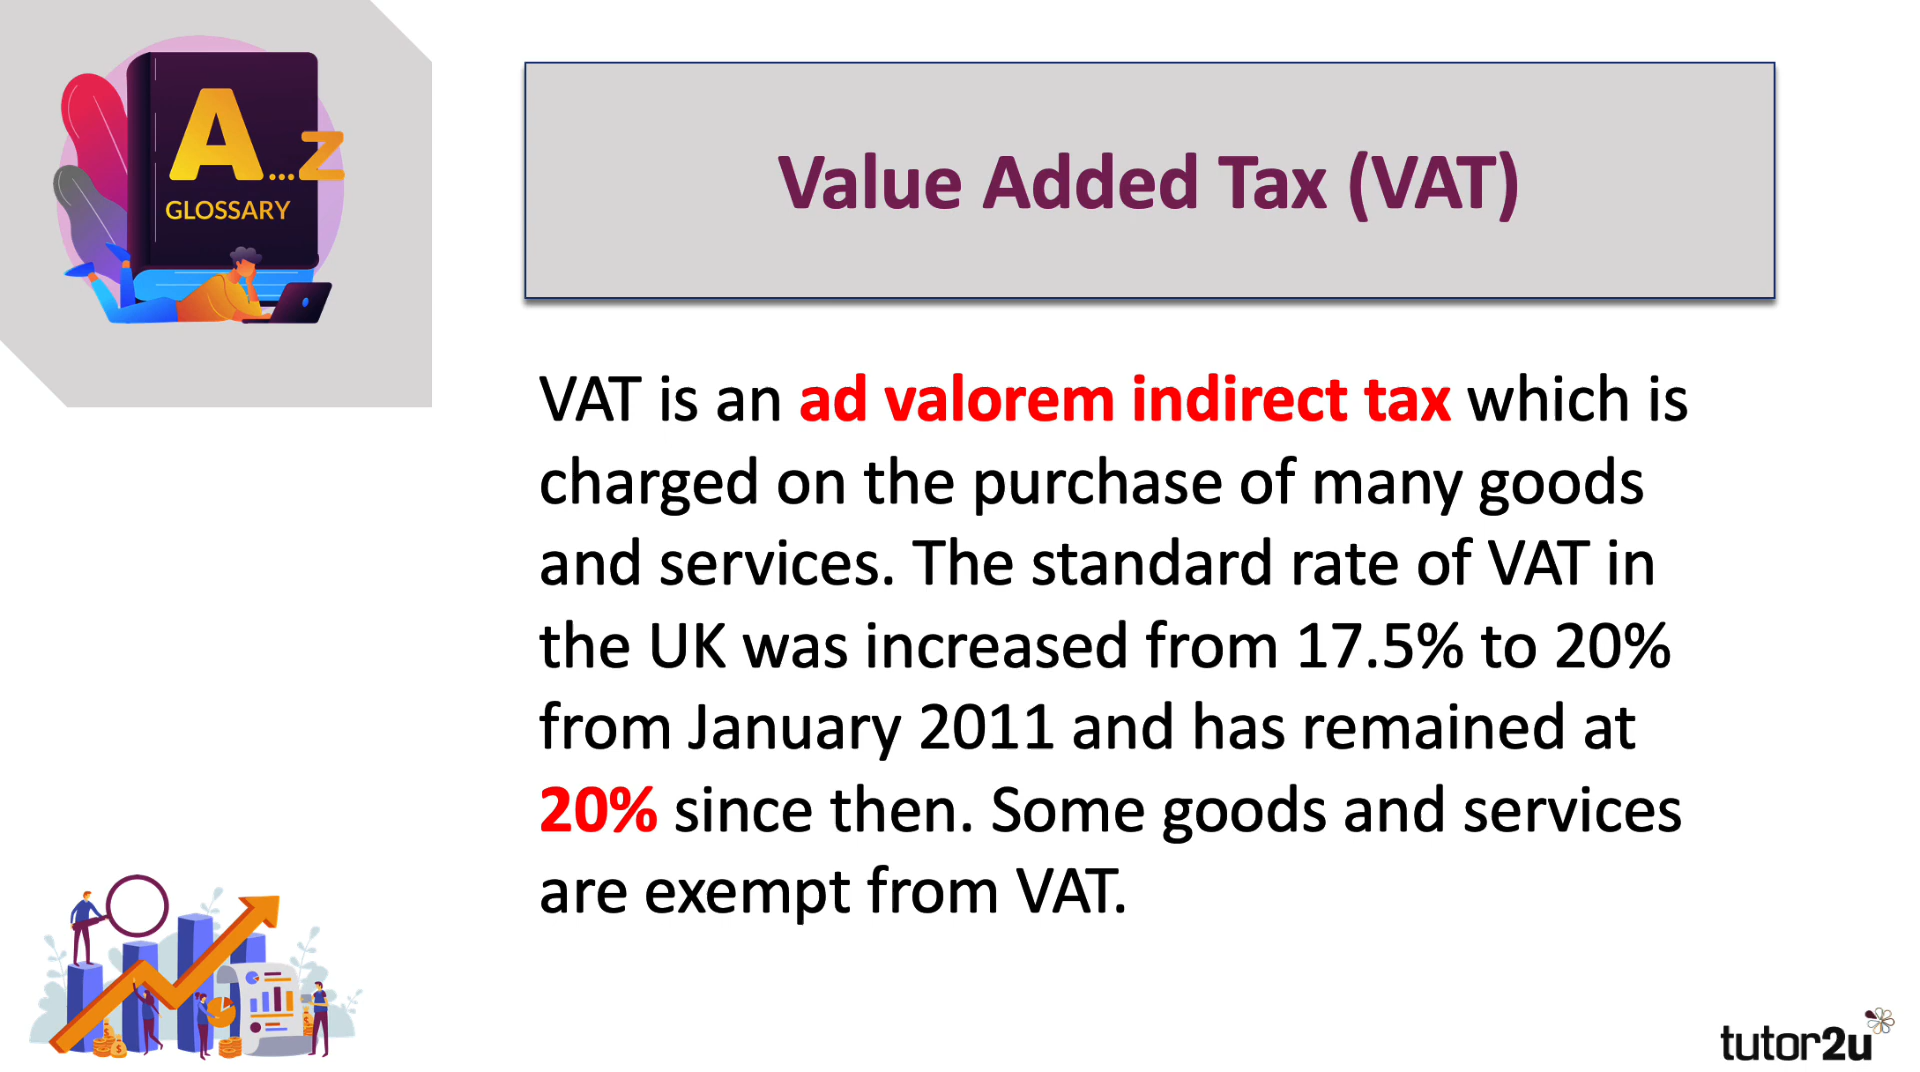 A...Z
GLOSSARY
Value Added Tax (VAT)
VAT is an ad valorem indirect tax which is
charged on the purchase of many goods
and services. The standard rate of VAT in
the UK was increased from 17.5% to 20%
from January 2011 and has remained at
20% since then. Some goods and services
are exempt from VAT.
tutor2u